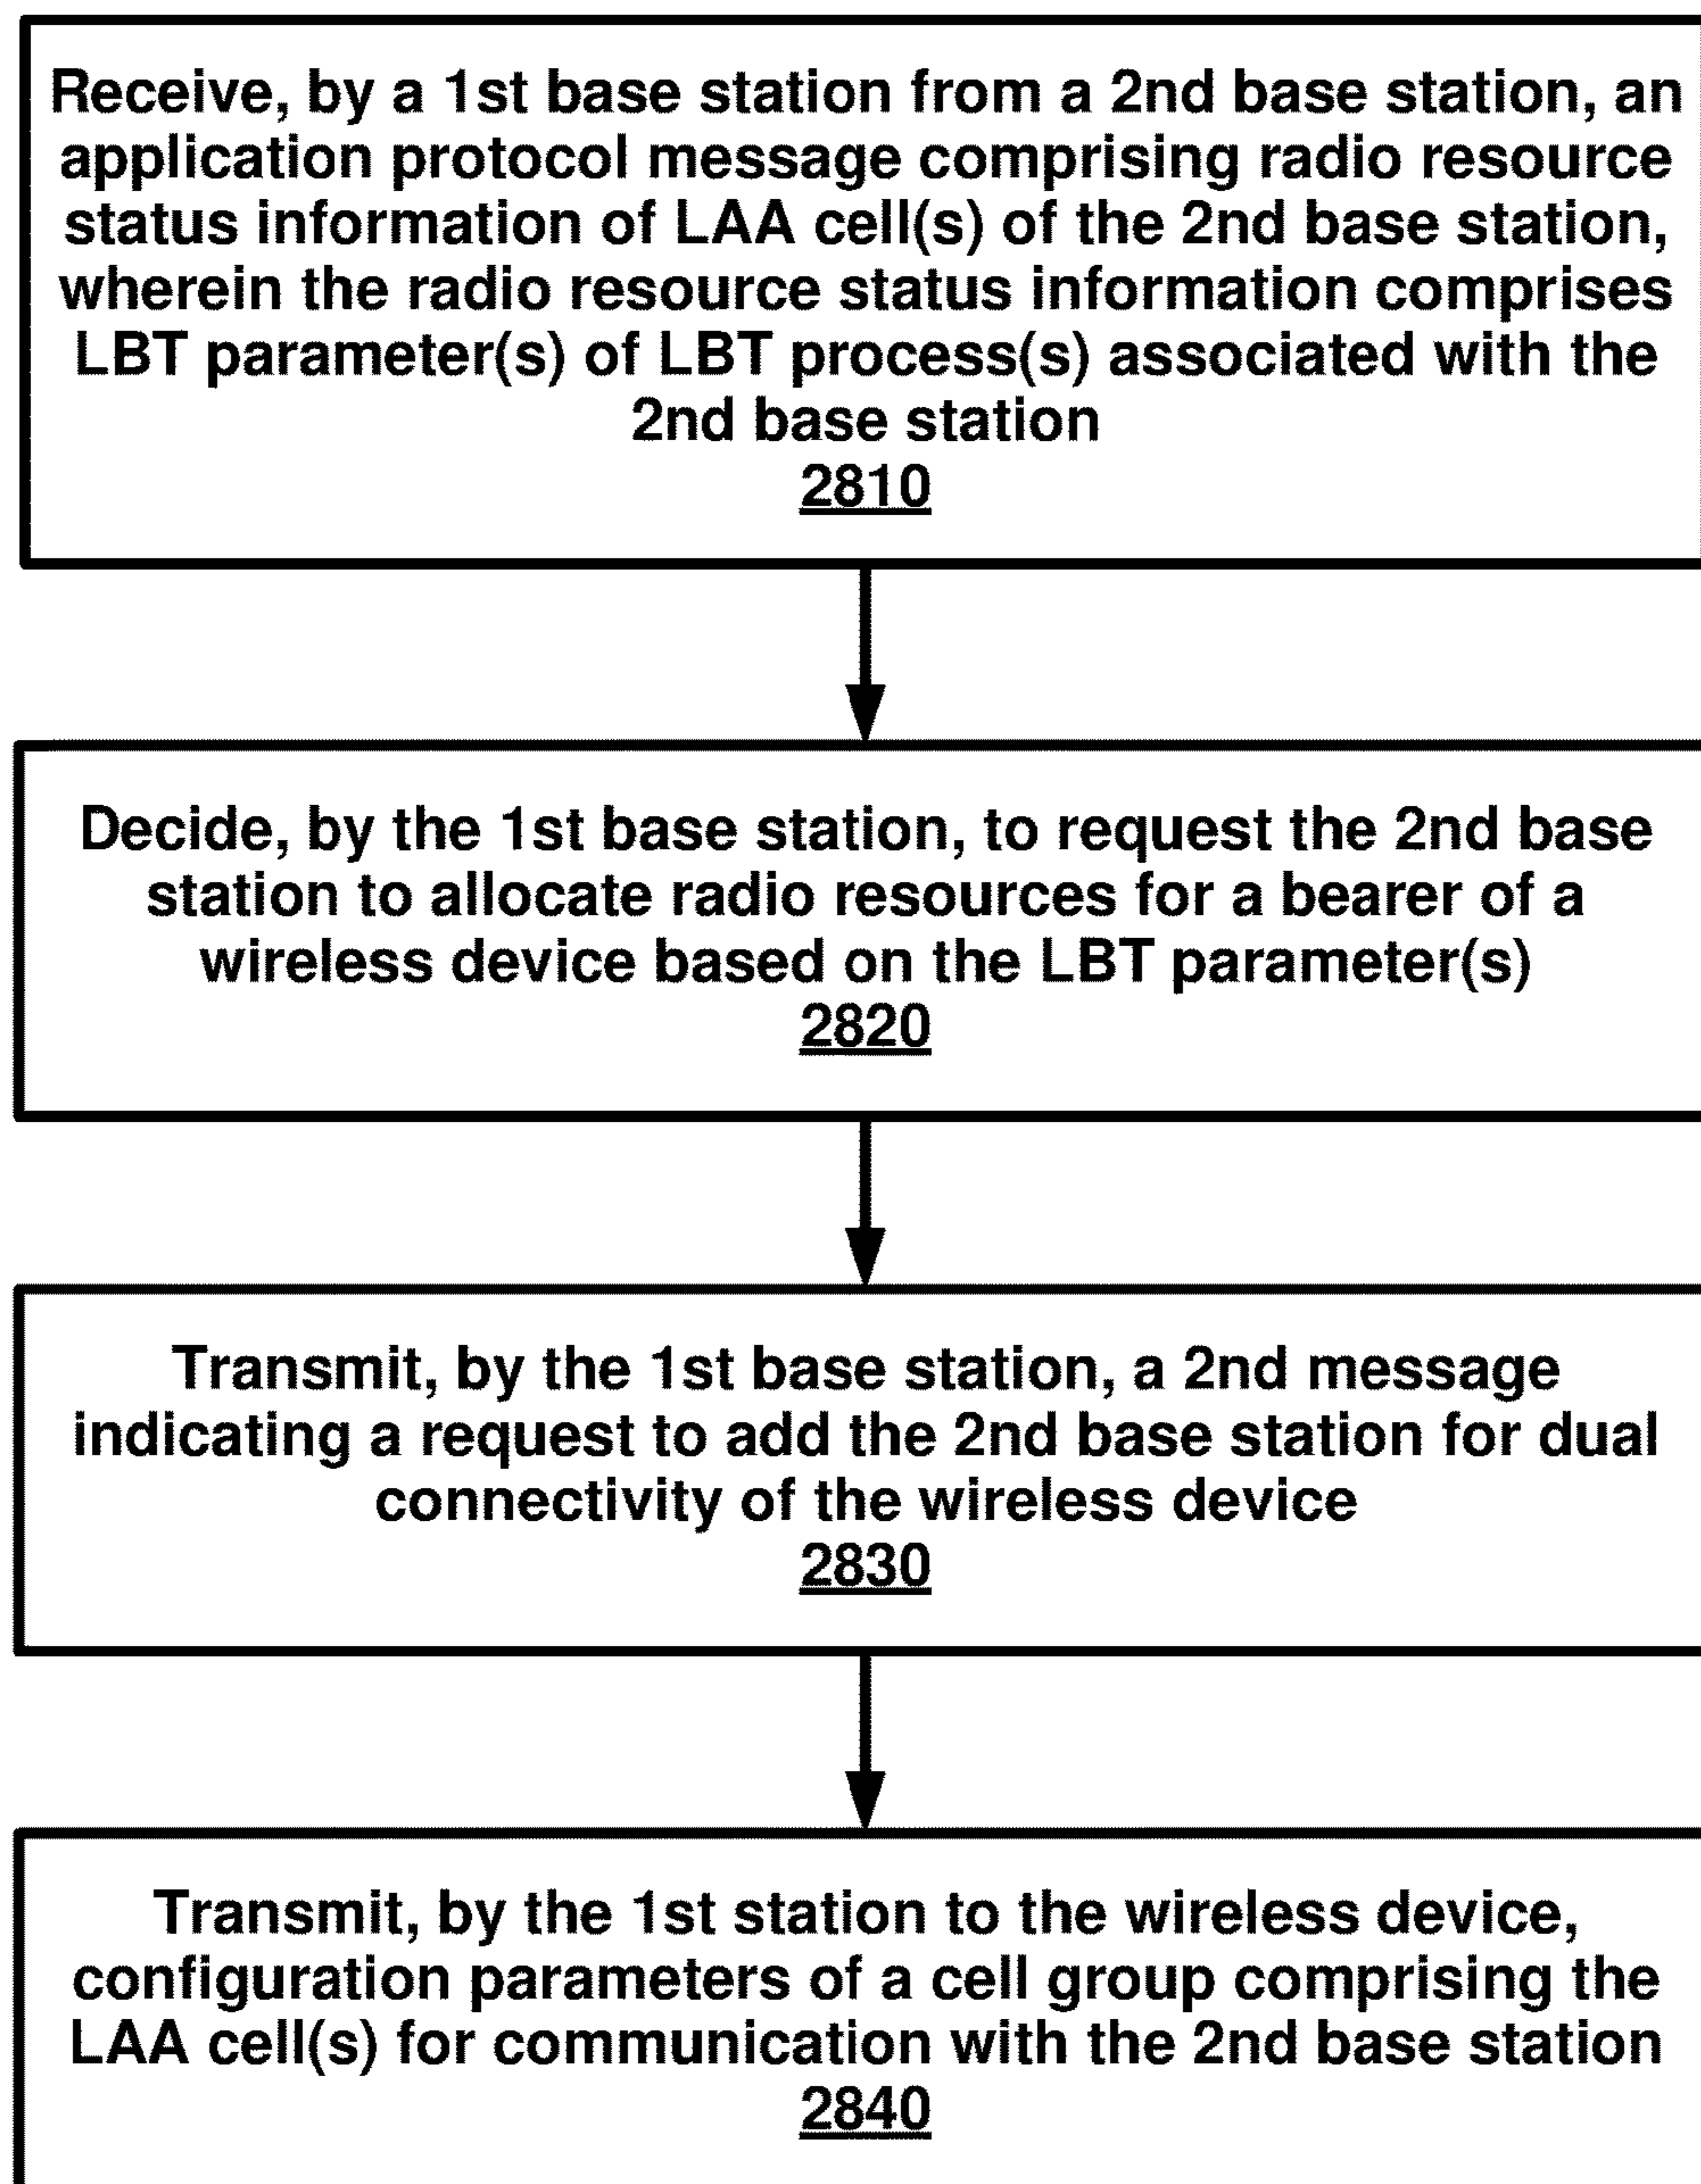 Receive, by a 1st base station from a 2nd base station, an
application protocol message comprising radio resource
status information of LAA cell(s) of the 2nd base station,
wherein the radio resource status information comprises
LBT parameter(s) of LBT process(s) associated with the
2nd base station
2810
Decide, by the 1st base station, to request the 2nd base
station to allocate radio resources for a bearer of a
wireless device based on the LBT parameter(s)
2820
Transmit, by the 1st base station, a 2nd message
indicating a request to add the 2nd base station for dual
connectivity of the wireless device
2830
Transmit, by the 1st station to the wireless device,
configuration parameters of a cell group comprising the
LAA cell(s) for communication with the 2nd base station
2840